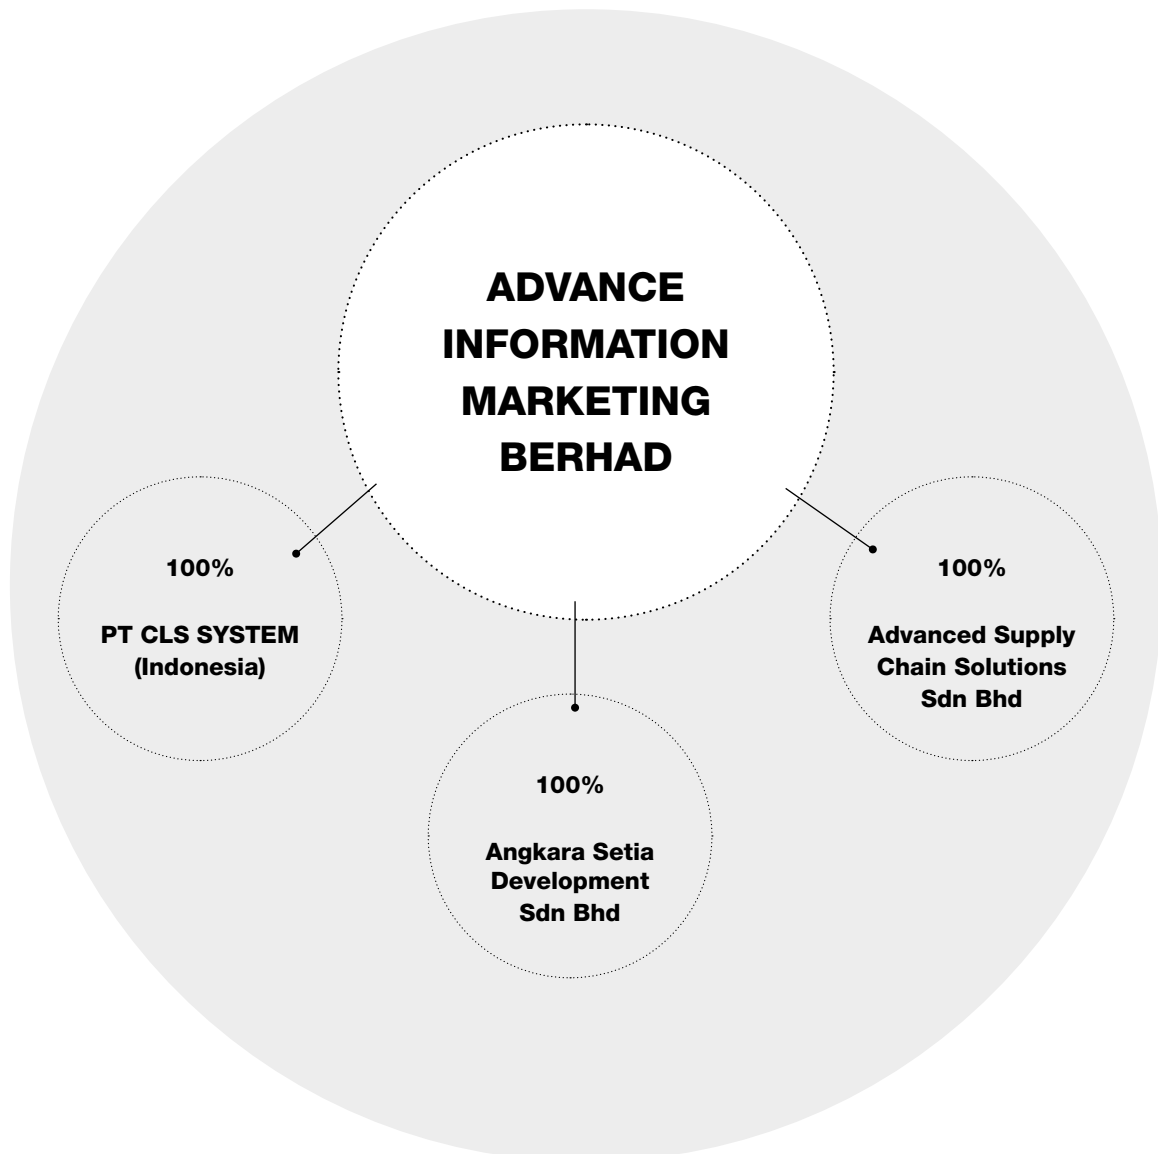 ADVANCE
INFORMATION
MARKETING
BERHAD
100%
PT CLS SYSTEM
(Indonesia)
100%
Angkara Setia
Development
Sdn Bhd
100%
Advanced Supply
Chain Solutions
Sdn Bhd